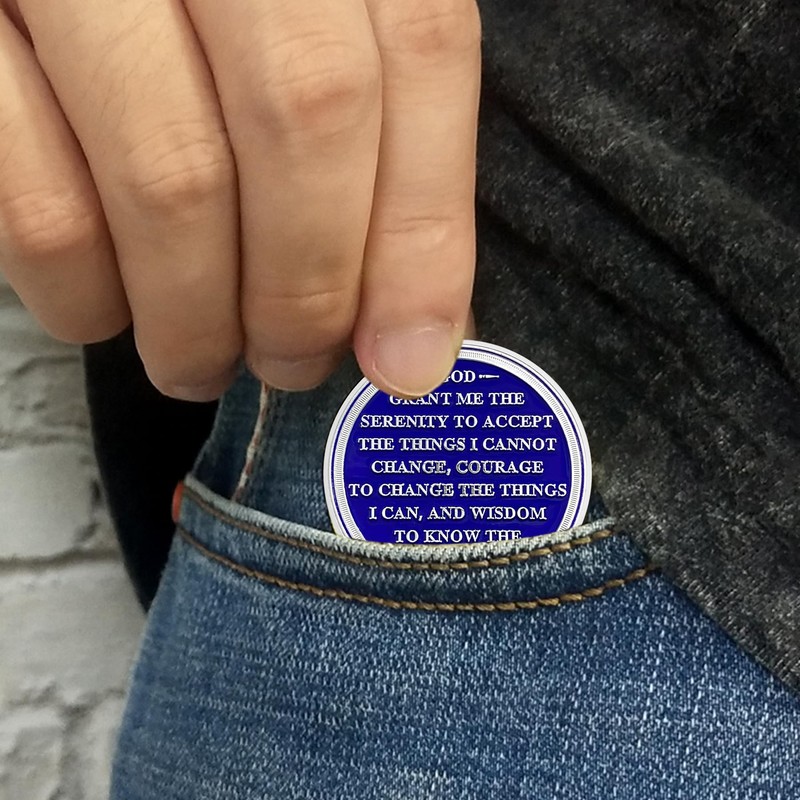 GOD
GRANT ME THE
SERENITY TO ACCEPT
THE THINGS I CANNOT
CHANGE, COURAGE
TO CHANGE THE THINGS
I CAN, AND WISDOM
TO KNOW THE